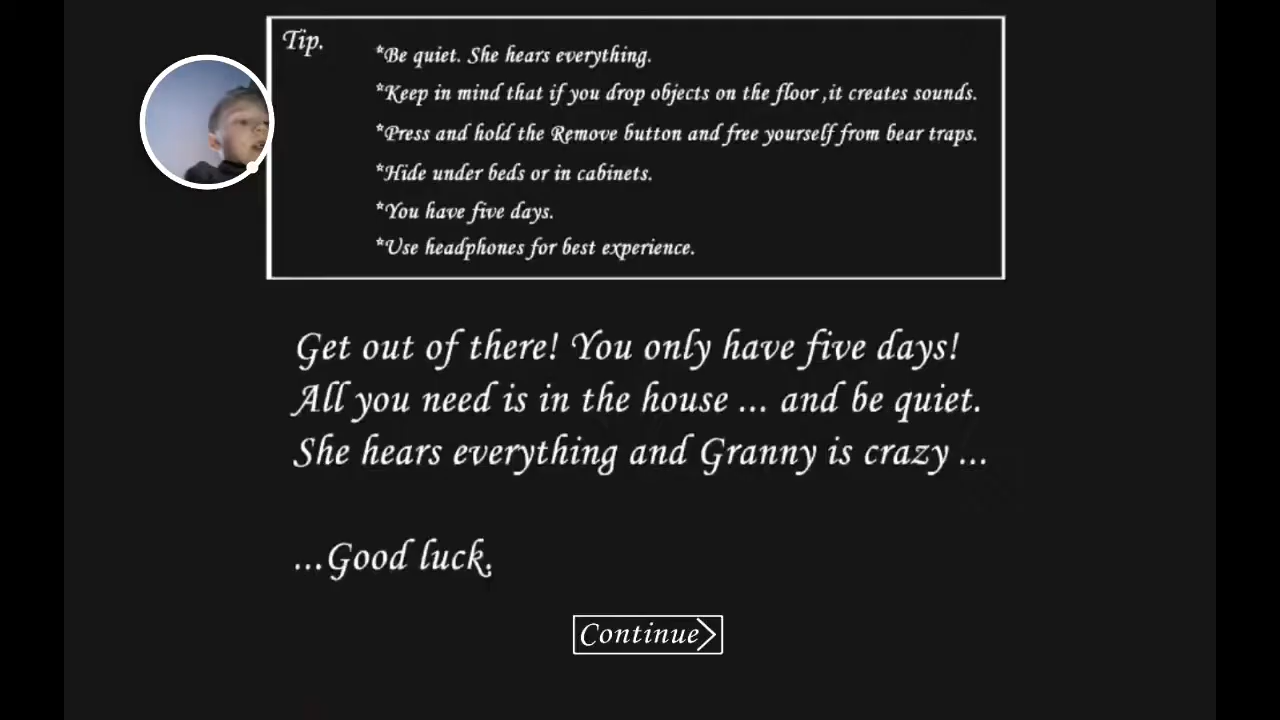 Tip.
*Be quiet. She hears everything.
*Keep in mind that if you drop objects on the floor ,it creates sounds.
*Press and hold the Remove button and free yourself from bear traps.
*Hide under beds or in cabinets.
*You have five days.
*Use headphones for best experience.
Get out of there! You only have five days!
All you need is in the house ... and be quiet.
She hears everything and Granny is crazy ...
...Good luck.
Continue